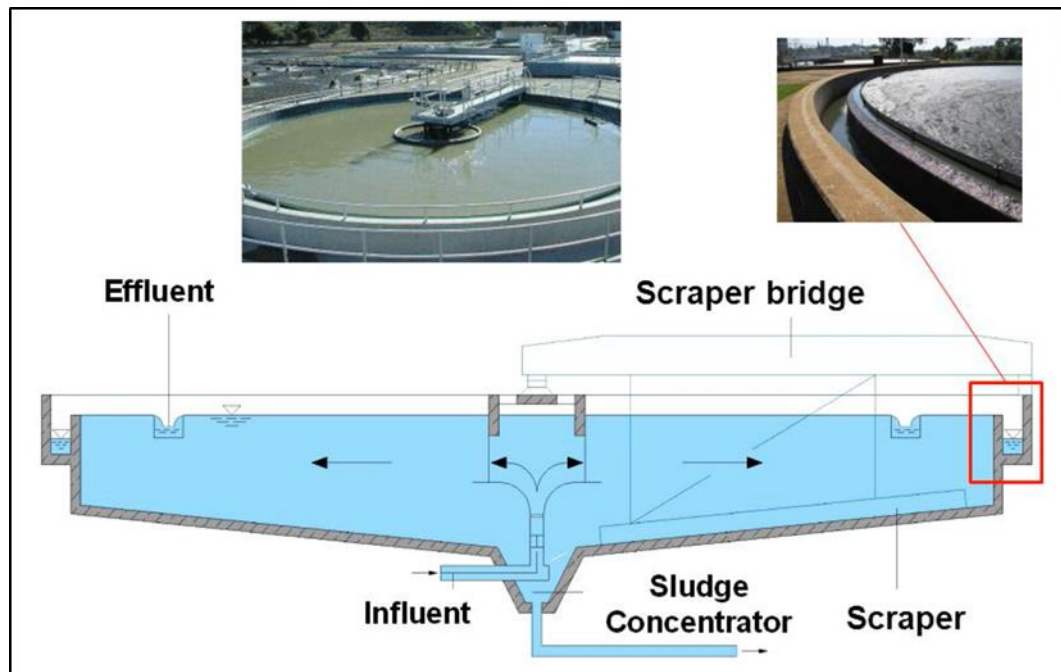 Effluent
Scraper bridge
Influent
Sludge
Concentrator
Scraper